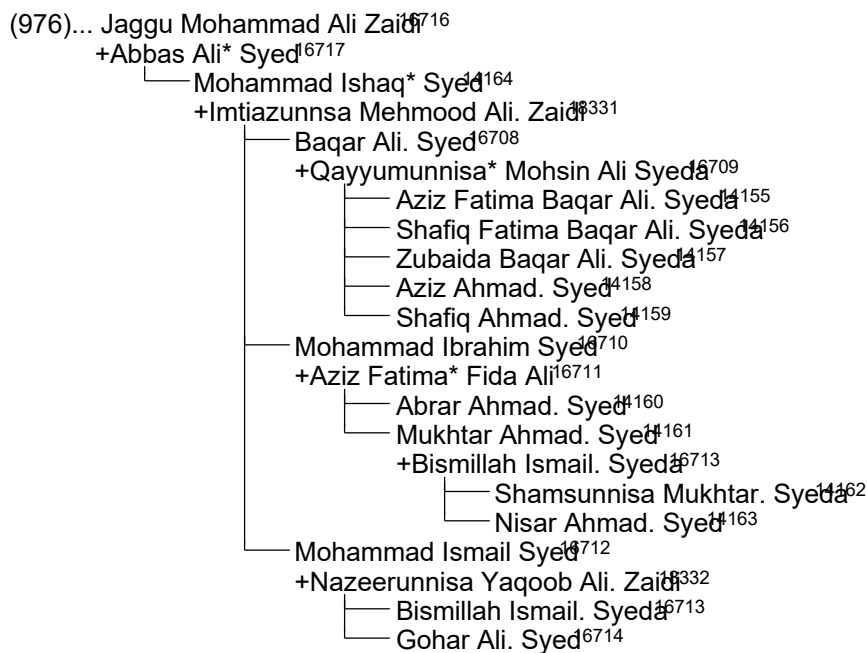 (976)... Jaggu Mohammad Ali Zaidi16716
+Abbas Ali* Syed16717
Mohammad Ishaq* Syed14164
+Imtiazunnsa Mehmood Ali. Zaidi18331
Baqar Ali. Syed16708
+Qayyumunnisa* Mohsin Ali Syeda16709
Aziz Fatima Baqar Ali. Syeda14155
Shafiq Fatima Baqar Ali. Syeda14156
Zubaida Baqar Ali. Syeda14157
Aziz Ahmad. Syed14158
Shafiq Ahmad. Syed14159
Mohammad Ibrahim Syed16710
+Aziz Fatima* Fida Ali16711
Abrar Ahmad. Syed14160
Mukhtar Ahmad. Syed14161
+Bismillah Ismail. Syeda16713
Shamsunnisa Mukhtar. Syeda14162
Nisar Ahmad. Syed14163
Mohammad Ismail Syed16712
+Nazeerunnisa Yaqoob Ali. Zaidi18332
Bismillah Ismail. Syeda16713
Gohar Ali. Syed16714